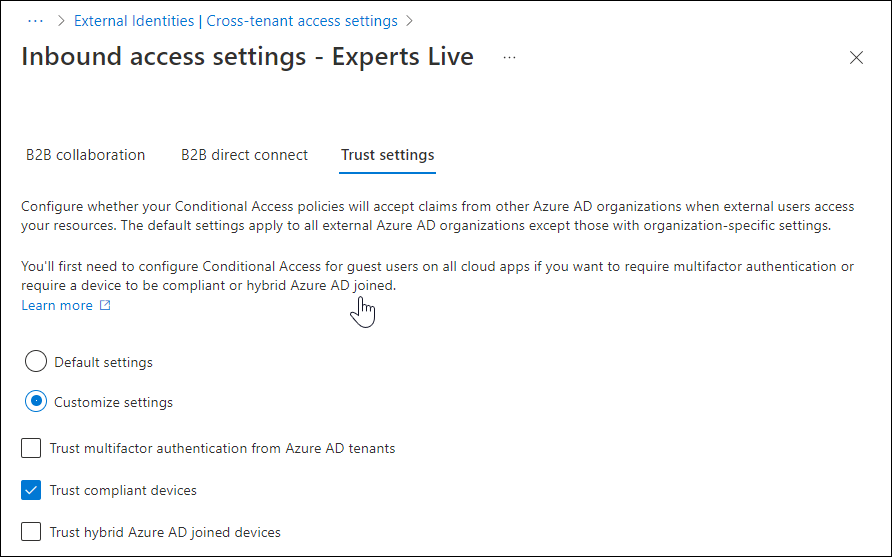 ··· > External Identities | Cross-tenant access settings >
Inbound access settings - Experts Live ···
B2B collaboration B2B direct connect Trust settings
Configure whether your Conditional Access policies will accept claims from other Azure AD organizations when external users access
your resources. The default settings apply to all external Azure AD organizations except those with organization-specific settings.
You'll first need to configure Conditional Access for guest users on all cloud apps if you want to require multifactor authentication or
require a device to be compliant or hybrid Azure AD joined.
Learn more
Default settings
Customize settings
Trust multifactor authentication from Azure AD tenants
Trust compliant devices
Trust hybrid Azure AD joined devices